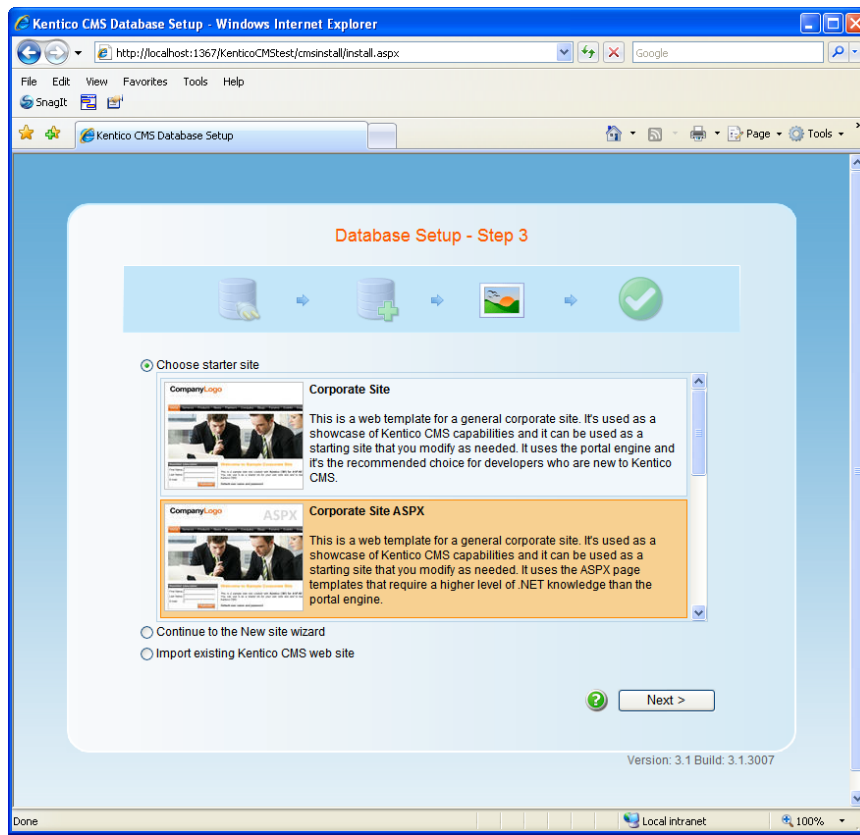 Kentico CMS Database Setup - Windows Internet Explorer
http://localhost:1367/KenticoCMStest/cmsinstall/install.aspx
Google
File Edit View Favorites Tools Help
SnagIt
Kentico CMS Database Setup
Page Tools
Database Setup - Step 3
Choose starter site
CompanyLogo
Corporate Site
This is a web template for a general corporate site. It's used as a
showcase of Kentico CMS capabilities and it can be used as a
starting site that you modify as needed. It uses the portal engine and
it's the recommended choice for developers who are new to Kentico
CMS.
CompanyLogo
ASPX
Corporate Site ASPX
This is a web template for a general corporate site. It's used as a
showcase of Kentico CMS capabilities and it can be used as a
starting site that you modify as needed. It uses the ASPX page
templates that require a higher level of .NET knowledge than the
portal engine.
Continue to the New site wizard
Import existing Kentico CMS web site
Next >
Version: 3.1 Build: 3.1.3007
Done
Local intranet
100%